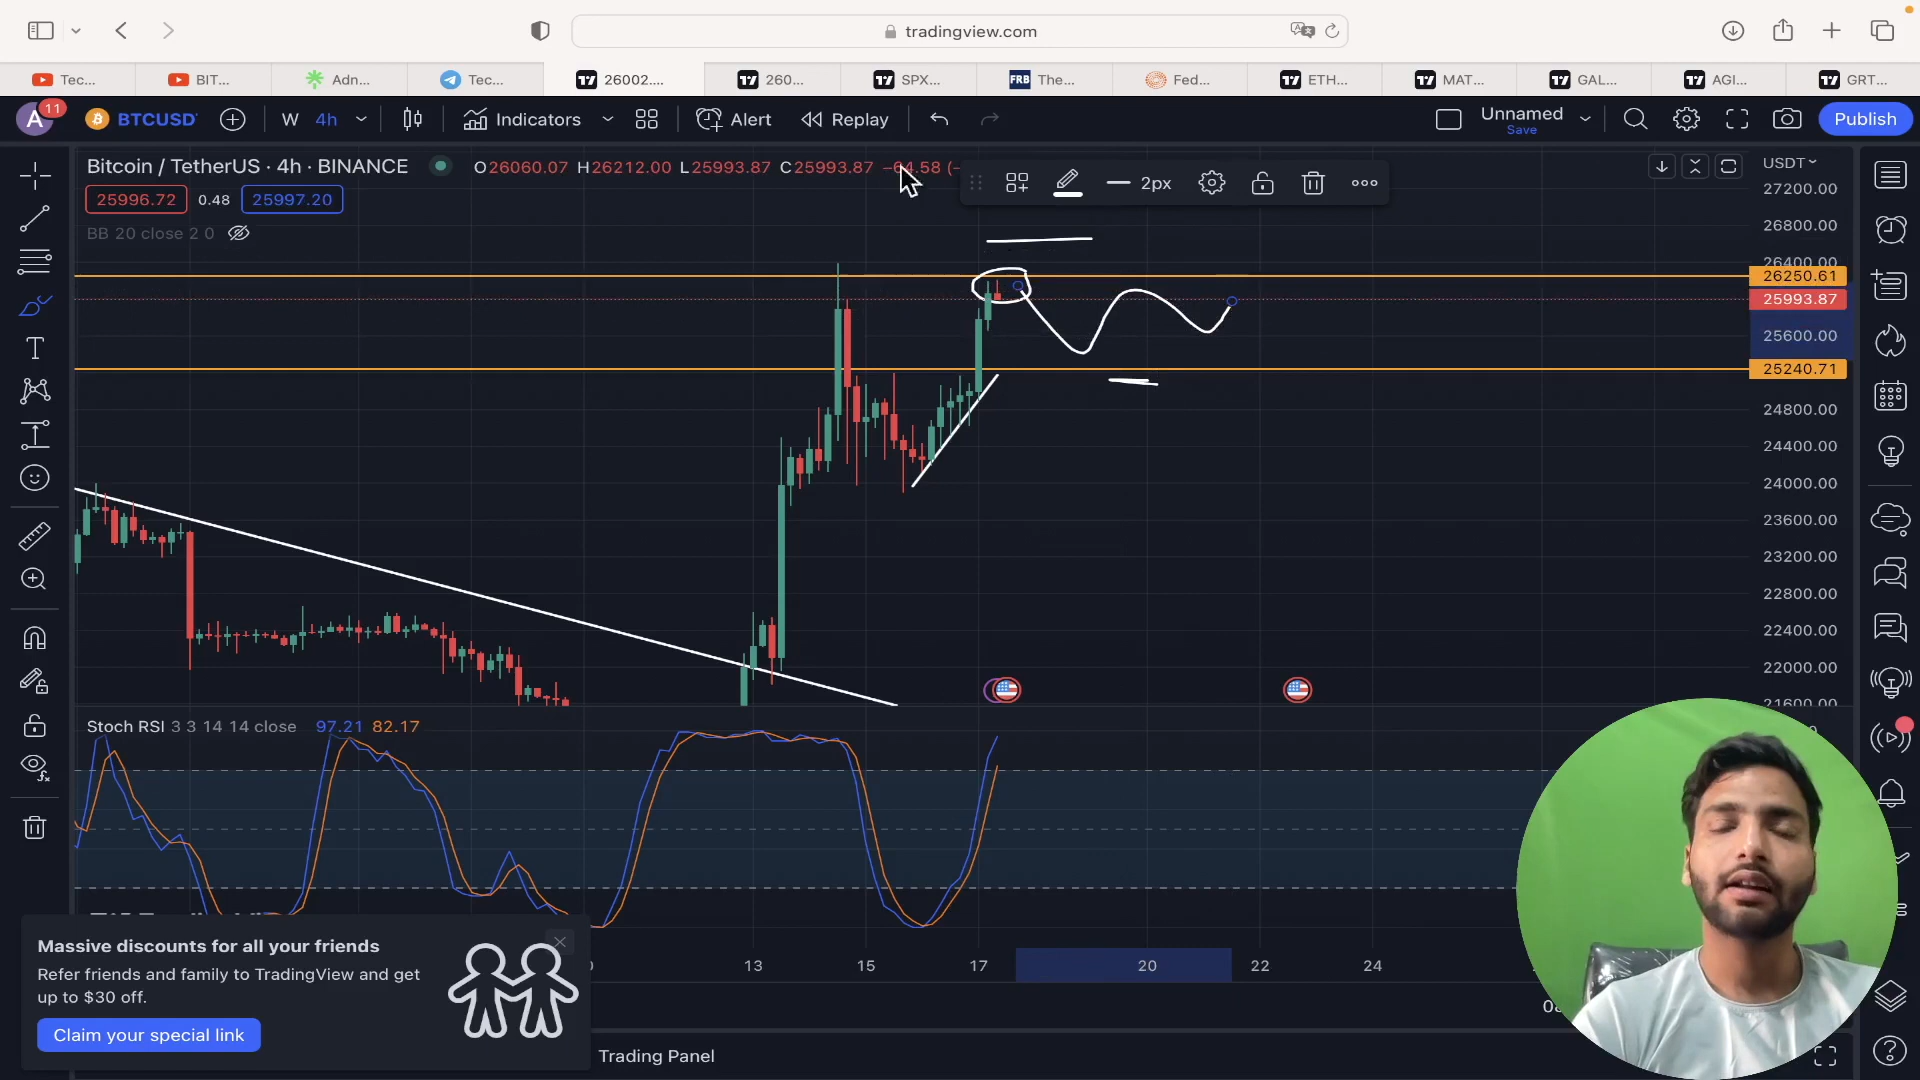 tradingview.com
Tec...
BIT...
Adn...
Tec...
26002....
260...
SPX...
FRB The...
Fed...
ETH...
MAT...
GAL...
AGI...
GRT...
A 11 BTCUSD W 4h Indicators Alert Replay Unnamed Save Publish
Bitcoin / TetherUS · 4h · BINANCE O26060.07 H26212.00 L25993.87 C25993.87 −64.58 (−
2px
USDT
25996.72 0.48 25997.20
BB 20 close 2 0
27200.00
26800.00
26400.00
26250.61
25993.87
25600.00
25240.71
24800.00
24400.00
24000.00
23600.00
23200.00
22800.00
22400.00
22000.00
21600.00
Stoch RSI 3 3 14 14 close 97.21 82.17
Massive discounts for all your friends
Refer friends and family to TradingView and get
up to $30 off.
Claim your special link
13 15 17 20 22 24
Trading Panel